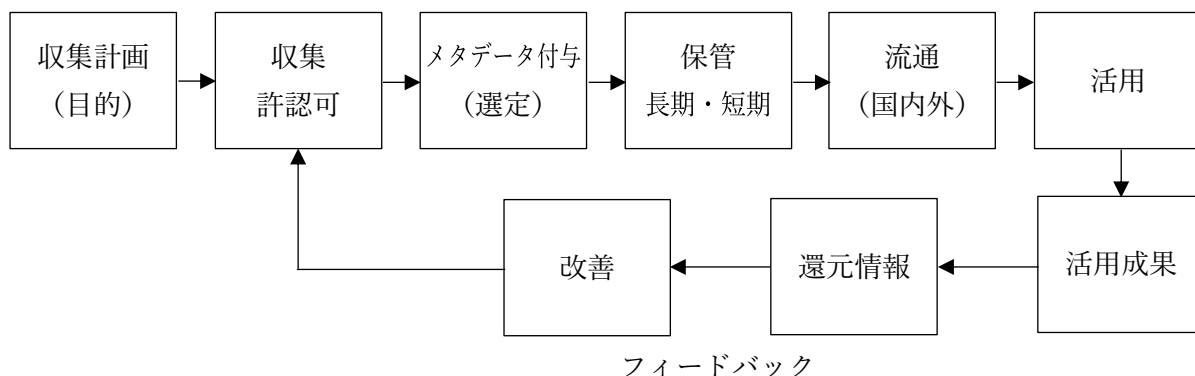 収集計画
(目的)
収集
許認可
メタデータ付与
(選定)
保管
長期・短期
流通
(国内外)
活用
改善
還元情報
活用成果
フィードバック